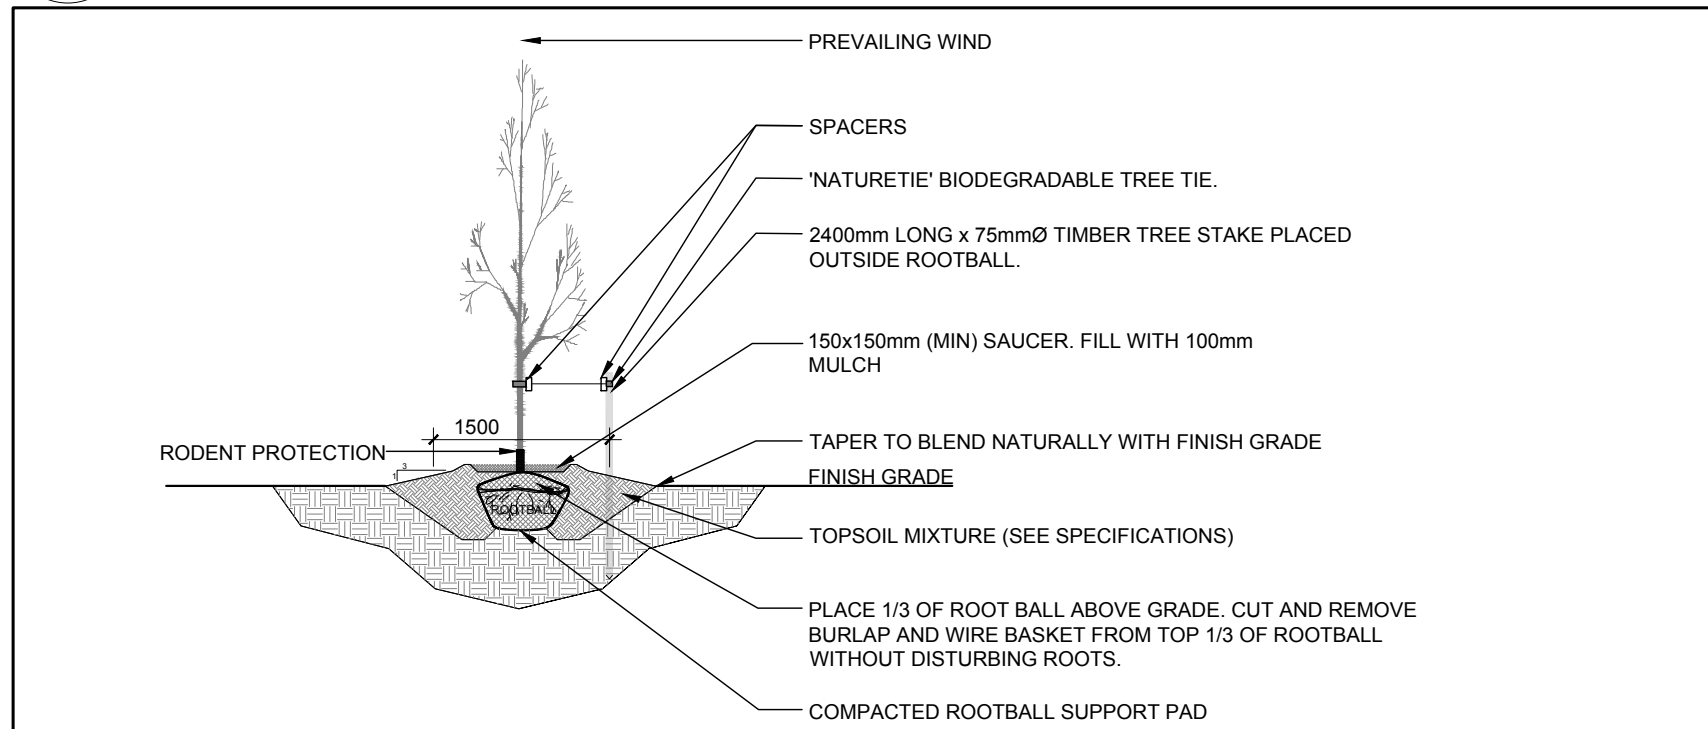 PREVAILING WIND
SPACERS
'NATURETIE' BIODEGRADABLE TREE TIE.
2400mm LONG x 75mmØ TIMBER TREE STAKE PLACED
OUTSIDE ROOTBALL.
150x150mm (MIN) SAUCER. FILL WITH 100mm
MULCH
1500
RODENT PROTECTION
TAPER TO BLEND NATURALLY WITH FINISH GRADE
3
1
FINISH GRADE
ROOTBALL
TOPSOIL MIXTURE (SEE SPECIFICATIONS)
PLACE 1/3 OF ROOT BALL ABOVE GRADE. CUT AND REMOVE
BURLAP AND WIRE BASKET FROM TOP 1/3 OF ROOTBALL
WITHOUT DISTURBING ROOTS.
COMPACTED ROOTBALL SUPPORT PAD